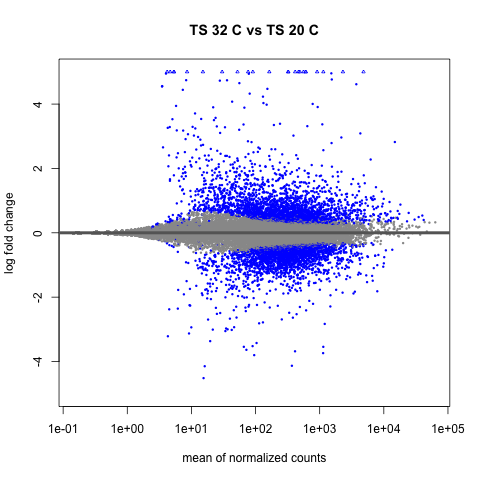 TS 32 C vs TS 20 C
4
2
0
-2
-4
log fold change
1e-01 1e+00 1e+01 1e+02 1e+03 1e+04 1e+05
mean of normalized counts